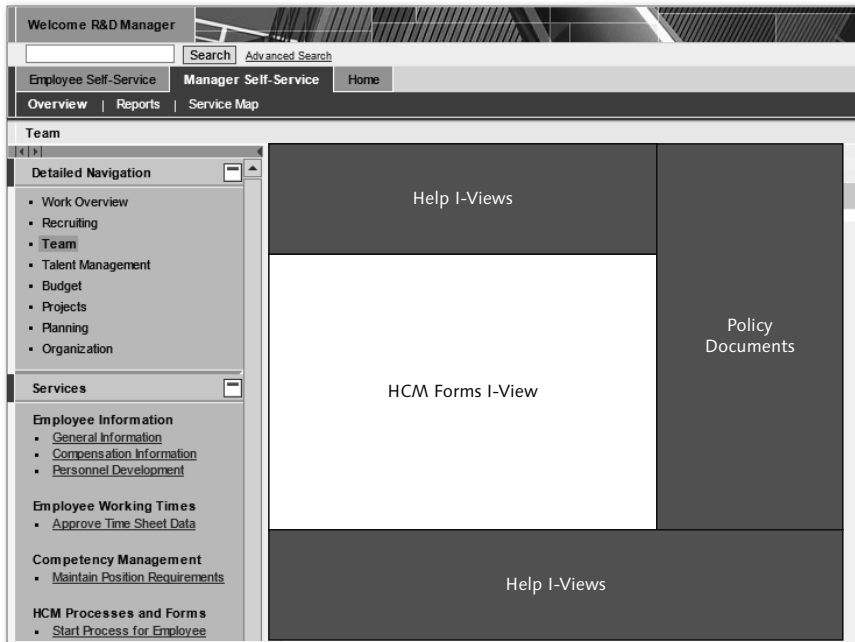 Welcome R&D Manager
Search Advanced Search
Employee Self-Service Manager Self-Service Home
Overview | Reports | Service Map
Team
Detailed Navigation
▪ Work Overview
▪ Recruiting
▪ Team
▪ Talent Management
▪ Budget
▪ Projects
▪ Planning
▪ Organization
Services
Employee Information
▪ General Information
▪ Compensation Information
▪ Personnel Development
Employee Working Times
▪ Approve Time Sheet Data
Competency Management
▪ Maintain Position Requirements
HCM Processes and Forms
▪ Start Process for Employee
Help I-Views
HCM Forms I-View
Policy
Documents
Help I-Views